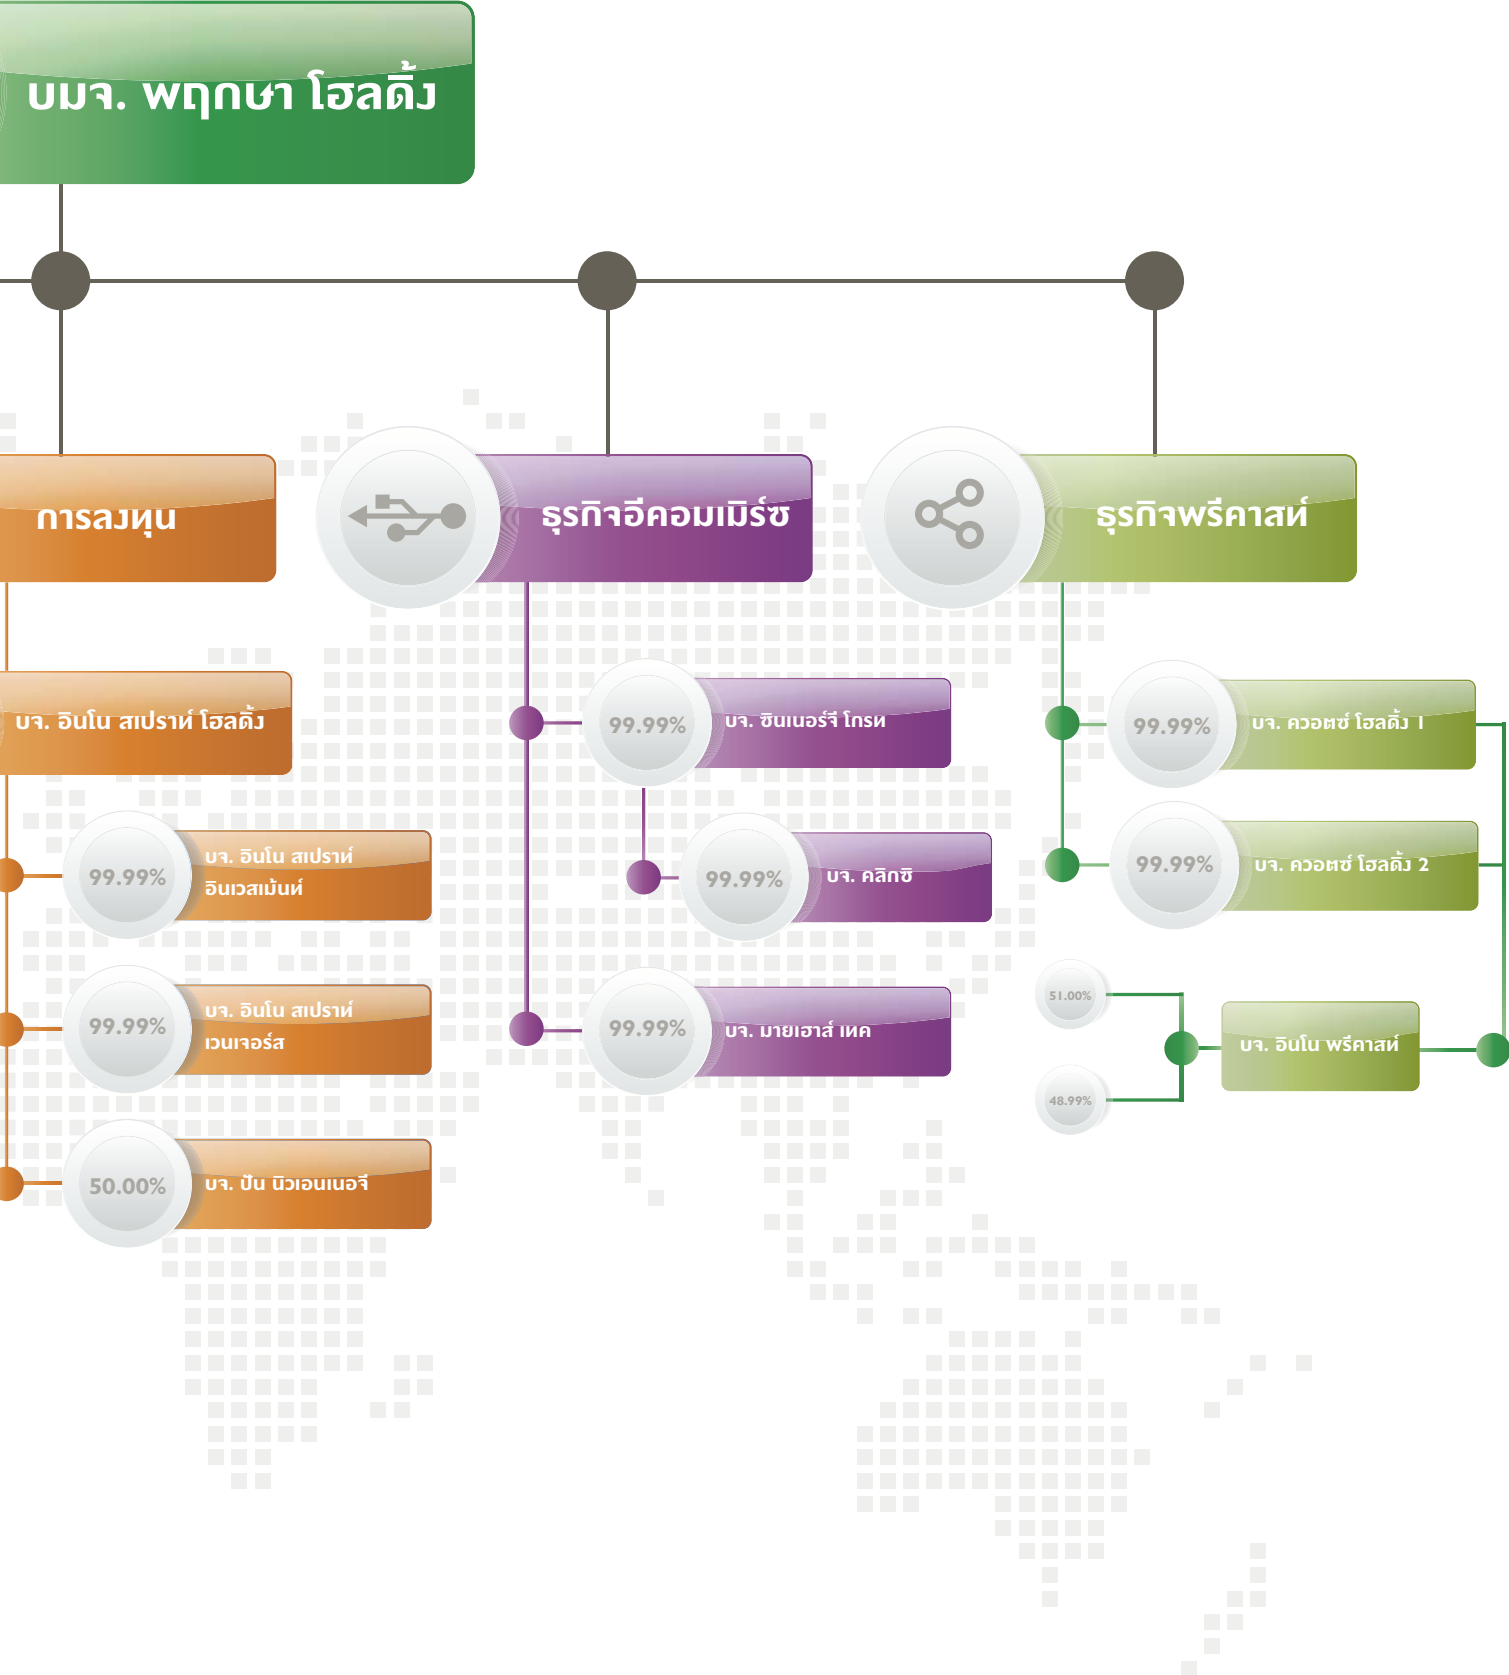 บมจ. พฤกษา โฮลดิ้ง
การลงทุน
ธุรกิจอีคอมเมิร์ซ
ธุรกิจพรีคาสท์
บจ. อินโน สเปราท์ โฮลดิ้ง
99.99%
บจ. อินโน สเปราท์
อินเวสเม้นท์
99.99%
บจ. อินโน สเปราท์
เวนเจอร์ส
50.00%
บจ. ปัน นิวเอนเนอจี
99.99%
บจ. ซินเนอร์จี โกรท
99.99%
บจ. คลิกซิ
99.99%
บจ. มายเฮาส์ เทค
99.99%
บจ. ควอตซ์ โฮลดิ้ง 1
99.99%
บจ. ควอตซ์ โฮลดิ้ง 2
51.00%
48.99%
บจ. อินโน พรีคาสท์